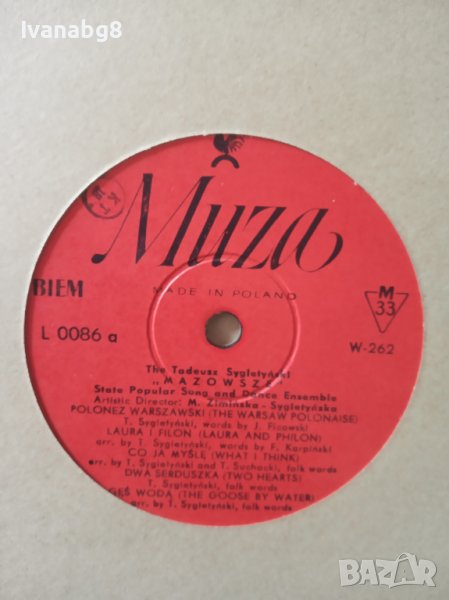 Ivanabg8
Muza
MADE IN POLAND
BIEM
M
33
L 0086 a
W-262
The Tadeusz Sygietyński
„MAZOWSZE”
State Popular Song and Dance Ensemble
Artistic Director: M. Zimińska - Sygietyńska
POLONEZ WARSZAWSKI (THE WARSAW POLONAISE)
T. Sygietyński, words by J. Ficowski
LAURA I FILON (LAURA AND PHILON)
arr. by T. Sygietyński, words by F. Karpiński
CO JA MYŚLĘ (WHAT I THINK)
arr. by T. Sygietyński and T. Suchocki, folk words
DWA SERDUSZKA (TWO HEARTS)
T. Sygietyński, folk words
GĘŚ WODĄ (THE GOOSE BY WATER)
arr. by T. Sygietyński, folk words
BAZAR